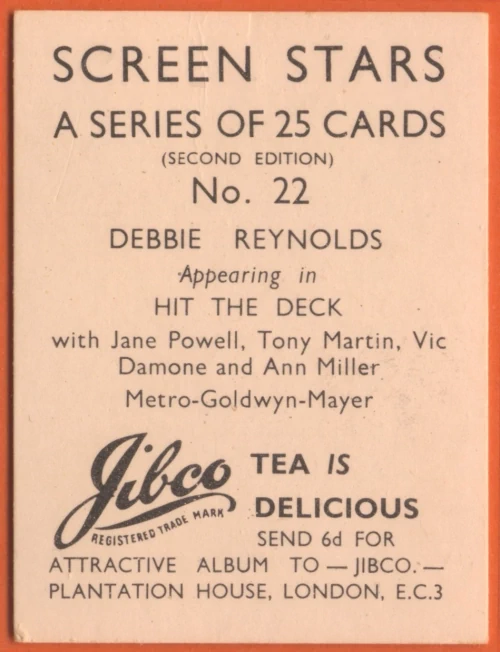 SCREEN STARS
A SERIES OF 25 CARDS
(SECOND EDITION)
No. 22
DEBBIE REYNOLDS
Appearing in
HIT THE DECK
with Jane Powell, Tony Martin, Vic
Damone and Ann Miller
Metro-Goldwyn-Mayer
Jibco
REGISTERED TRADE MARK
TEA IS
DELICIOUS
SEND 6d FOR
ATTRACTIVE ALBUM TO — JIBCO. —
PLANTATION HOUSE, LONDON, E.C.3